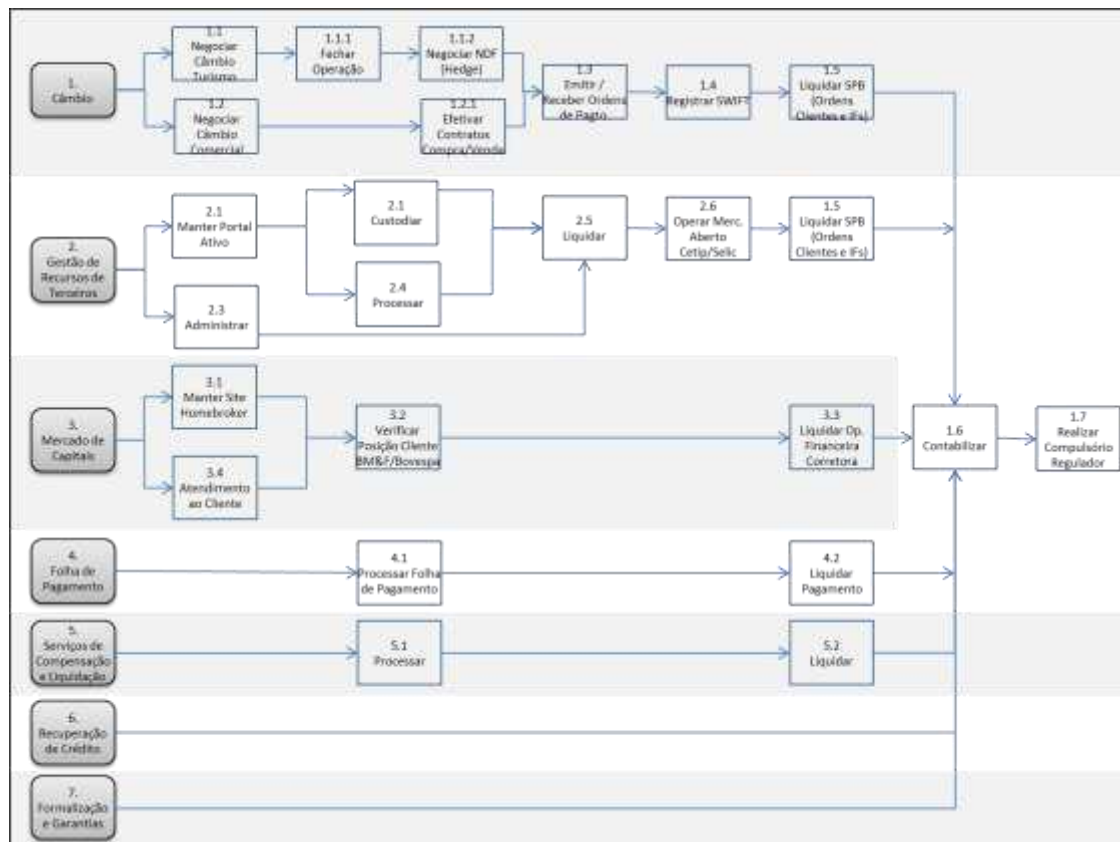 1.
Câmbio
1.1
Negociar
Câmbio
Turismo
1.1.1
Fechar
Operação
1.1.2
Negociar NDF
(Hedge)
1.2
Negociar
Câmbio
Comercial
1.2.1
Efetivar
Contratos
Compra/Venda
1.3
Emitir /
Receber Ordens
de Pagto
1.4
Registrar SWIFT
1.5
Liquidar SPB
(Ordens
Clientes e IFs)
2.
Gestão de
Recursos de
Terceiros
2.1
Manter Portal
Ativo
2.3
Administrar
2.1
Custodiar
2.4
Processar
2.5
Liquidar
2.6
Operar Merc.
Aberto
Cetip/Selic
1.5
Liquidar SPB
(Ordens
Clientes e IFs)
3.
Mercado de
Capitais
3.1
Manter Site
Homebroker
3.4
Atendimento
ao Cliente
3.2
Verificar
Posição Cliente
BM&F/Bovespa
3.3
Liquidar Op.
Financeira
Corretora
1.6
Contabilizar
1.7
Realizar
Compulsório
Regulador
4.
Folha de
Pagamento
4.1
Processar Folha
de Pagamento
4.2
Liquidar
Pagamento
5.
Serviços de
Compensação
e Liquidação
5.1
Processar
5.2
Liquidar
6.
Recuperação
de Crédito
7.
Formalização
e Garantias